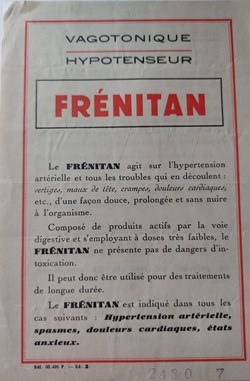 VAGOTONIQUE
HYPOTENSEUR
FRÉNITAN
Le FRÉNITAN agit sur l'hypertension
artérielle et tous les troubles qui en découlent :
vertiges, maux de tête, crampes, douleurs cardiaques,
etc., d'une façon douce, prolongée et sans nuire
à l'organisme.
Composé de produits actifs par la voie
digestive et s'employant à doses très faibles, le
FRÉNITAN ne présente pas de dangers d'in-
toxication.
Il peut donc être utilisé pour des traitements
de longue durée.
Le FRÉNITAN est indiqué dans tous les
cas suivants : Hypertension artérielle,
spasmes, douleurs cardiaques, états
anxieux.